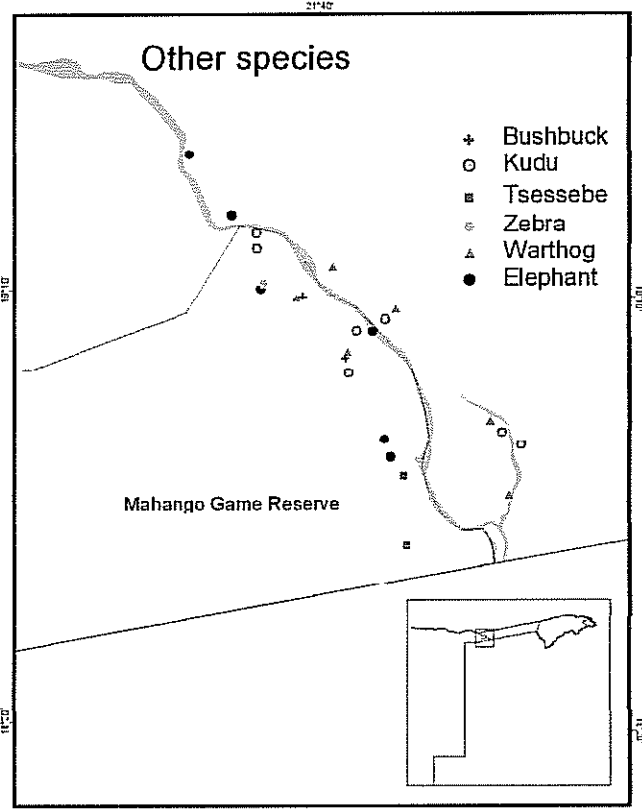 21°40'
Other species
Bushbuck
Kudu
Tsessebe
Zebra
Warthog
Elephant
Mahango Game Reserve